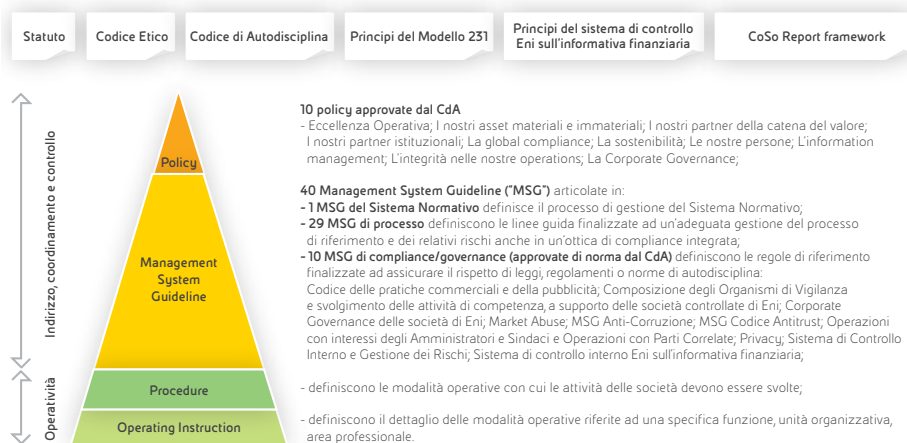 Statuto
Codice Etico
Codice di Autodisciplina
Principi del Modello 231
Principi del sistema di controllo
Eni sull'informativa finanziaria
CoSo Report framework
Indirizzo, coordinamento e controllo
Operatività
Policy
Management
System
Guideline
Procedure
Operating Instruction
10 policy approvate dal CdA
- Eccellenza Operativa; I nostri asset materiali e immateriali; I nostri partner della catena del valore;
I nostri partner istituzionali; La global compliance; La sostenibilità; Le nostre persone; L'information
management; L'integrità nelle nostre operations; La Corporate Governance;
40 Management System Guideline ("MSG") articolate in:
- 1 MSG del Sistema Normativo definisce il processo di gestione del Sistema Normativo;
- 29 MSG di processo definiscono le linee guida finalizzate ad un'adeguata gestione del processo
di riferimento e dei relativi rischi anche in un'ottica di compliance integrata;
- 10 MSG di compliance/governance (approvate di norma dal CdA) definiscono le regole di riferimento
finalizzate ad assicurare il rispetto di leggi, regolamenti o norme di autodisciplina:
Codice delle pratiche commerciali e della pubblicità; Composizione degli Organismi di Vigilanza
e svolgimento delle attività di competenza, a supporto delle società controllate di Eni; Corporate
Governance delle società di Eni; Market Abuse; MSG Anti-Corruzione; MSG Codice Antitrust; Operazioni
con interessi degli Amministratori e Sindaci e Operazioni con Parti Correlate; Privacy; Sistema di Controllo
Interno e Gestione dei Rischi; Sistema di controllo interno Eni sull'informativa finanziaria;
- definiscono le modalità operative con cui le attività delle società devono essere svolte;
- definiscono il dettaglio delle modalità operative riferite ad una specifica funzione, unità organizzativa,
area professionale.